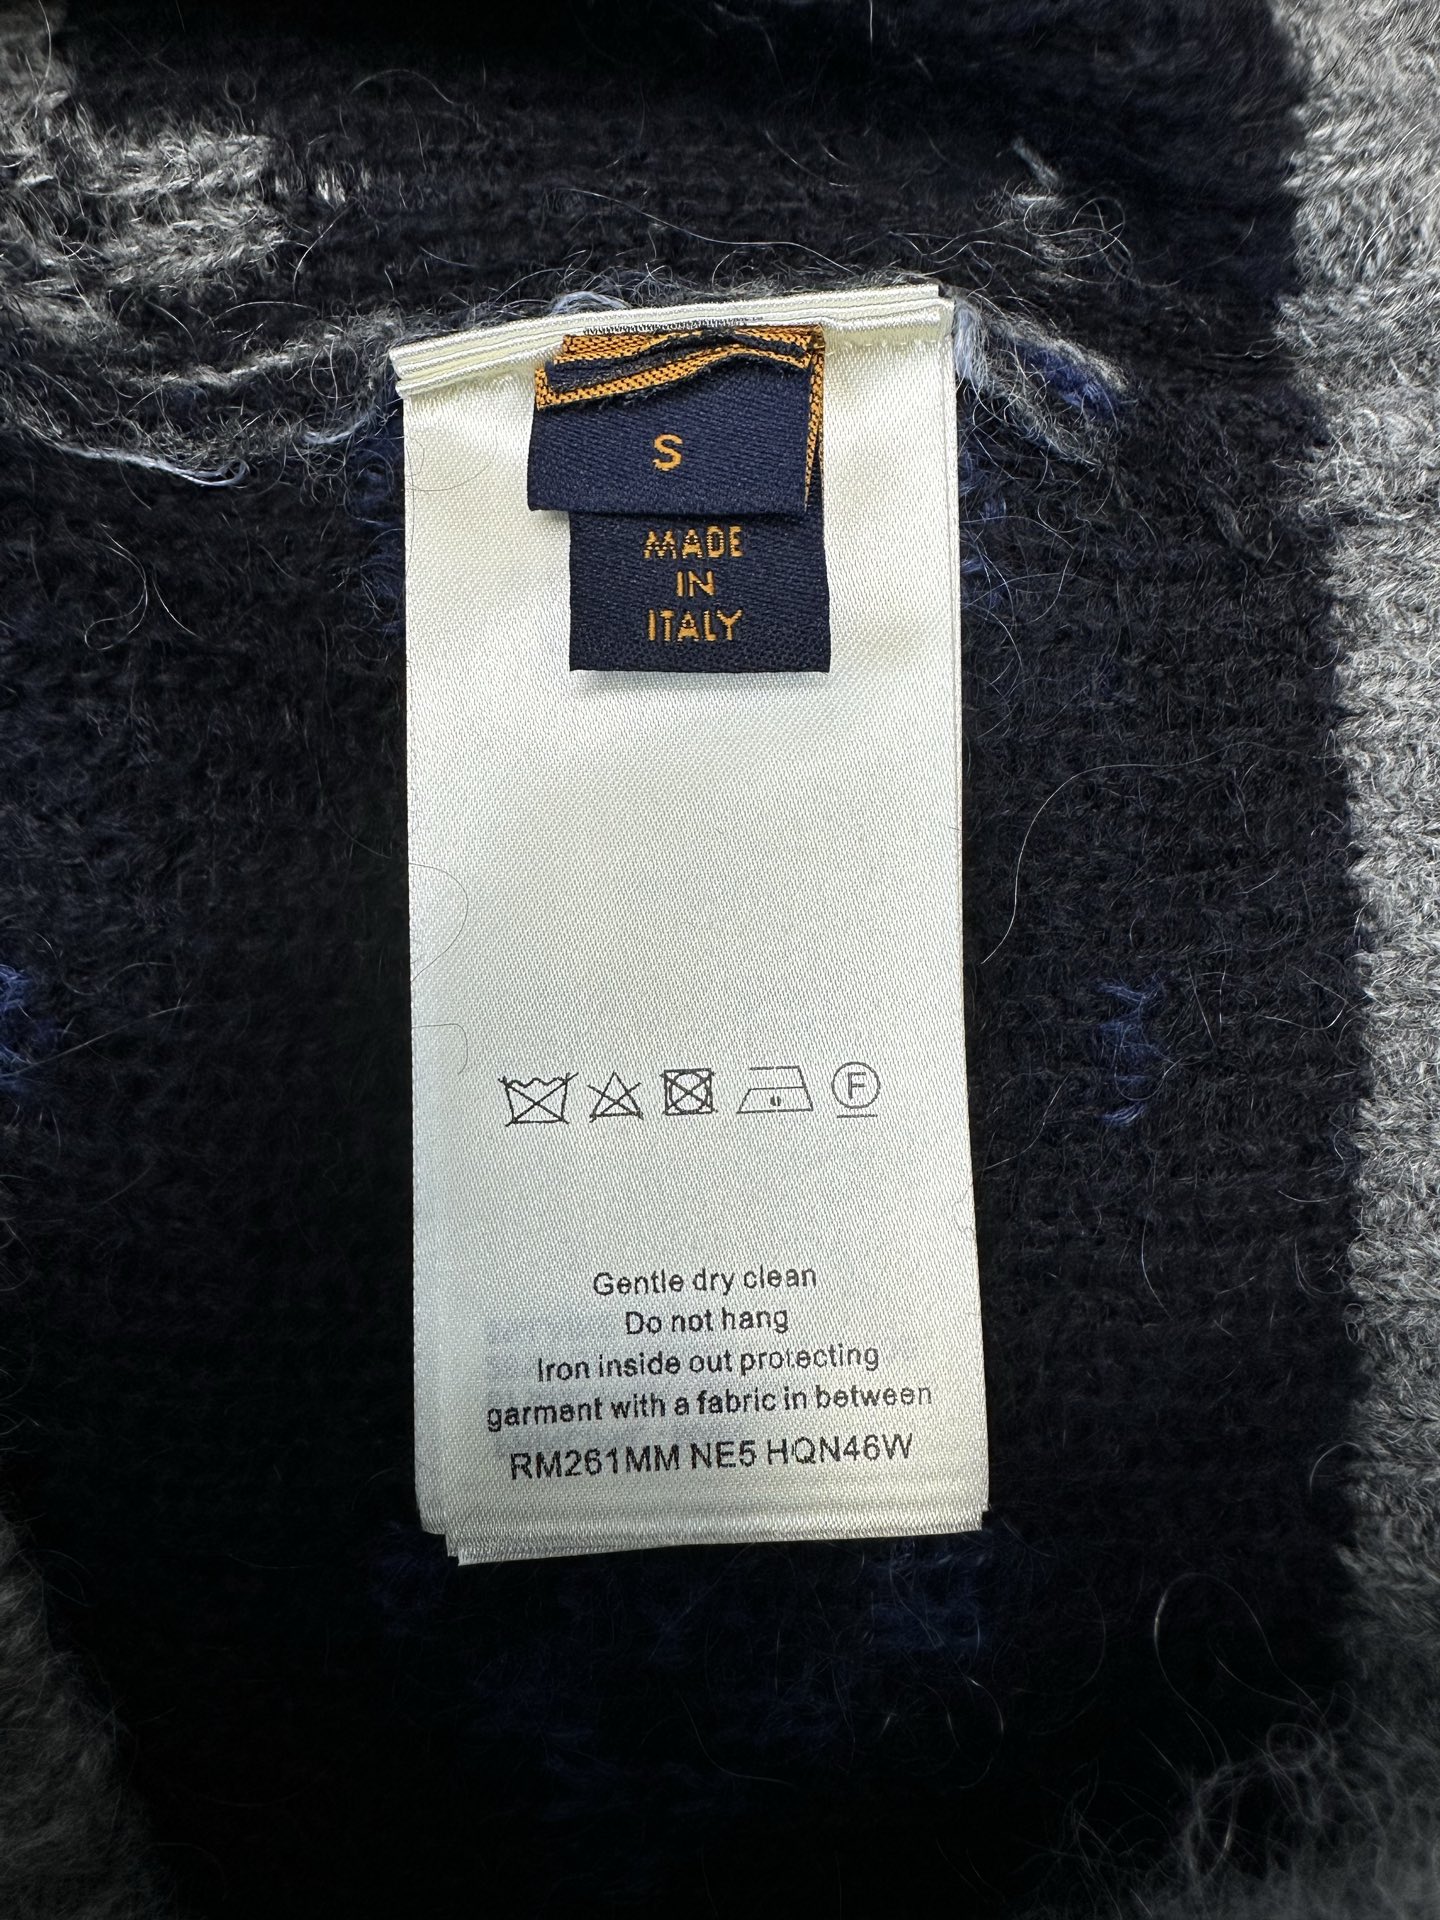 S
MADE
IN
ITALY
F
Gentle dry clean
Do not hang
Iron inside out protecting
garment with a fabric in between
RM261MM NE5 HQN46W